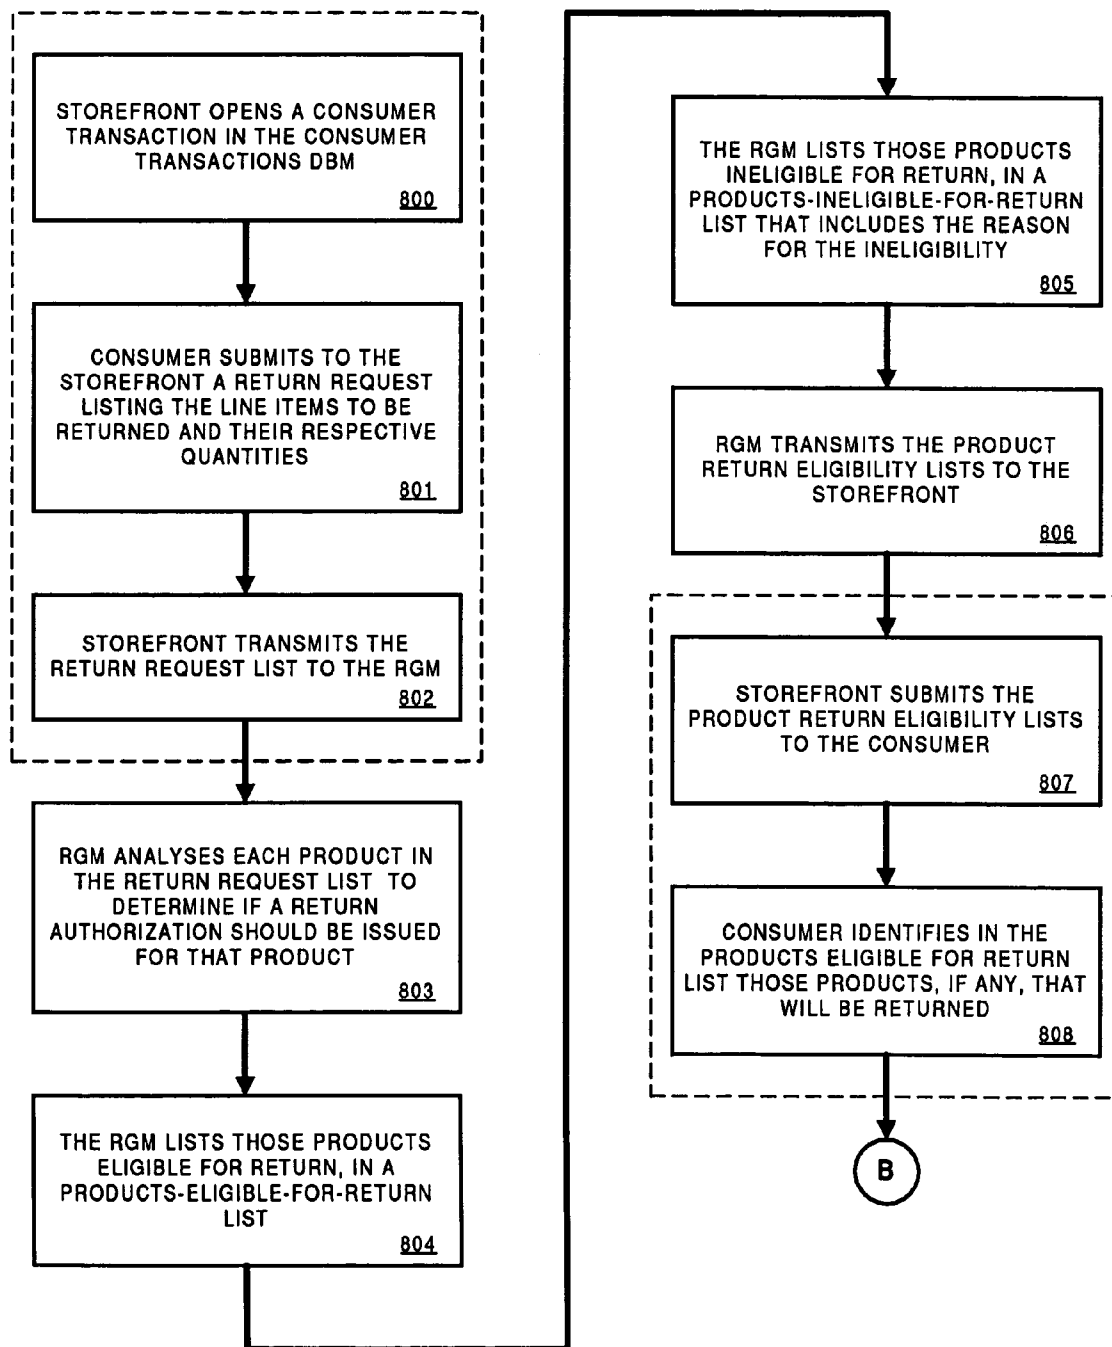 STOREFRONT OPENS A CONSUMER
TRANSACTION IN THE CONSUMER
TRANSACTIONS DBM
800
CONSUMER SUBMITS TO THE
STOREFRONT A RETURN REQUEST
LISTING THE LINE ITEMS TO BE
RETURNED AND THEIR RESPECTIVE
QUANTITIES
801
STOREFRONT TRANSMITS THE
RETURN REQUEST LIST TO THE RGM
802
RGM ANALYSES EACH PRODUCT IN
THE RETURN REQUEST LIST TO
DETERMINE IF A RETURN
AUTHORIZATION SHOULD BE ISSUED
FOR THAT PRODUCT
803
THE RGM LISTS THOSE PRODUCTS
ELIGIBLE FOR RETURN, IN A
PRODUCTS-ELIGIBLE-FOR-RETURN
LIST
804
THE RGM LISTS THOSE PRODUCTS
INELIGIBLE FOR RETURN, IN A
PRODUCTS-INELIGIBLE-FOR-RETURN
LIST THAT INCLUDES THE REASON
FOR THE INELIGIBILITY
805
RGM TRANSMITS THE PRODUCT
RETURN ELIGIBILITY LISTS TO THE
STOREFRONT
806
STOREFRONT SUBMITS THE
PRODUCT RETURN ELIGIBILITY LISTS
TO THE CONSUMER
807
CONSUMER IDENTIFIES IN THE
PRODUCTS ELIGIBLE FOR RETURN
LIST THOSE PRODUCTS, IF ANY, THAT
WILL BE RETURNED
808
B